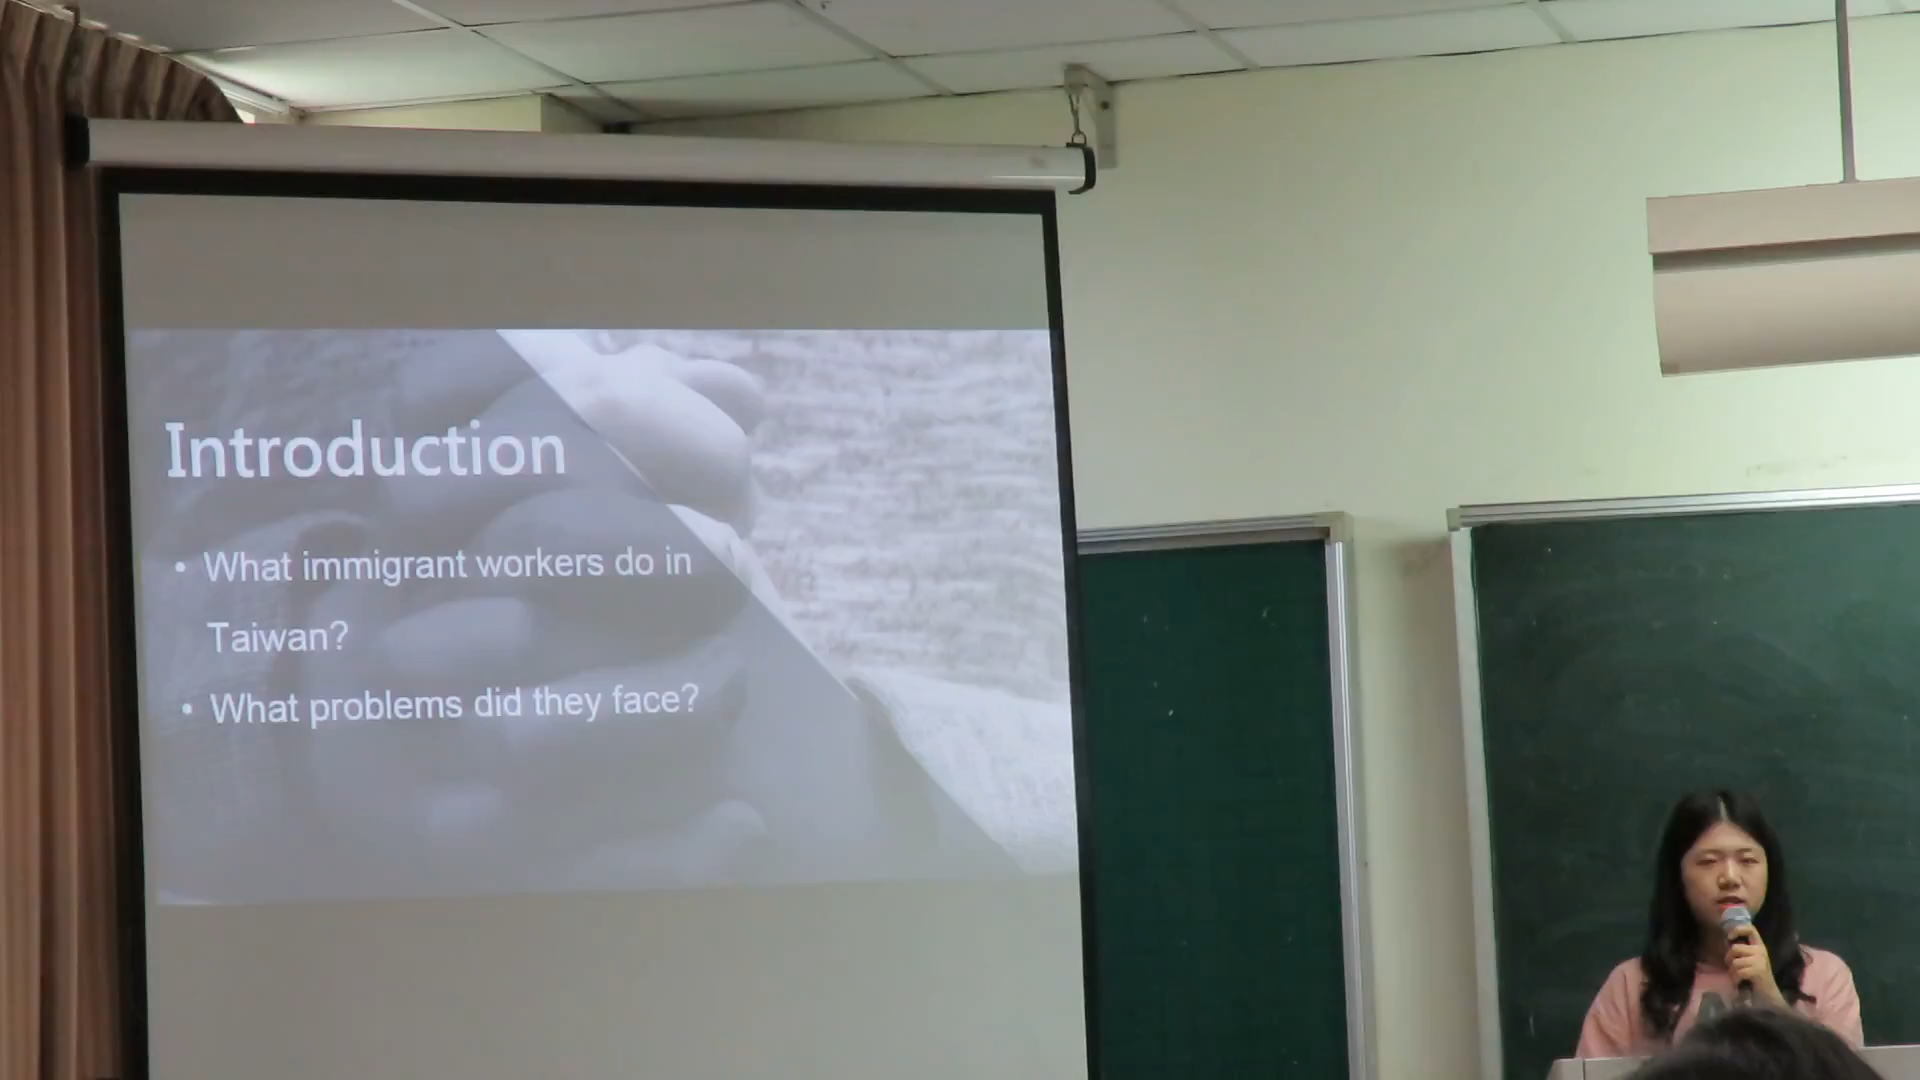 Introduction
• What immigrant workers do in
Taiwan?
• What problems did they face?